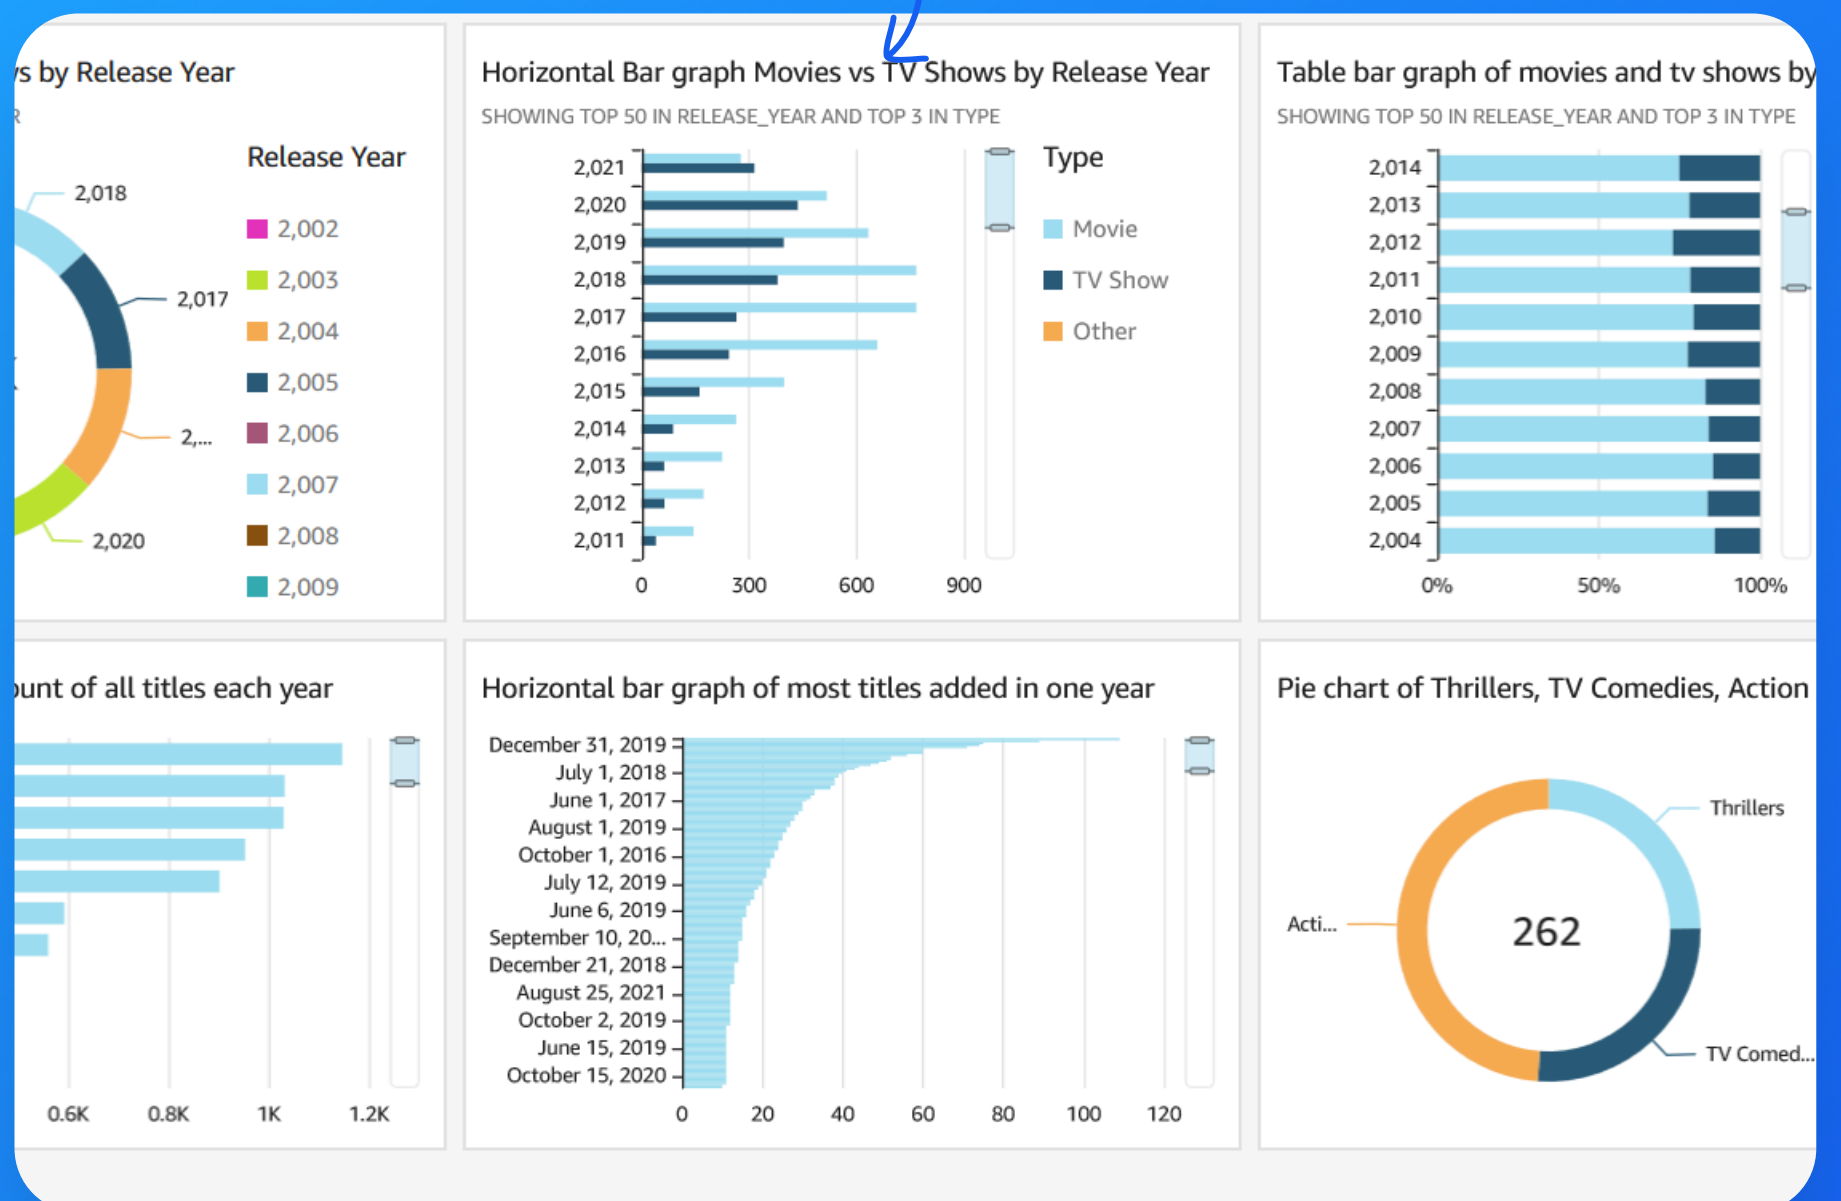 s by Release Year
R
Release Year
2,018
2,017
2,...
2,020
2,002
2,003
2,004
2,005
2,006
2,007
2,008
2,009
Horizontal Bar graph Movies vs TV Shows by Release Year
SHOWING TOP 50 IN RELEASE_YEAR AND TOP 3 IN TYPE
2,021
2,020
2,019
2,018
2,017
2,016
2,015
2,014
2,013
2,012
2,011
0 300 600 900
Type
Movie
TV Show
Other
Table bar graph of movies and tv shows by
SHOWING TOP 50 IN RELEASE_YEAR AND TOP 3 IN TYPE
2,014
2,013
2,012
2,011
2,010
2,009
2,008
2,007
2,006
2,005
2,004
0% 50% 100%
ount of all titles each year
0.6K 0.8K 1K 1.2K
Horizontal bar graph of most titles added in one year
December 31, 2019
July 1, 2018
June 1, 2017
August 1, 2019
October 1, 2016
July 12, 2019
June 6, 2019
September 10, 20...
December 21, 2018
August 25, 2021
October 2, 2019
June 15, 2019
October 15, 2020
0 20 40 60 80 100 120
Pie chart of Thrillers, TV Comedies, Action
Thrillers
Acti...
262
TV Comed...